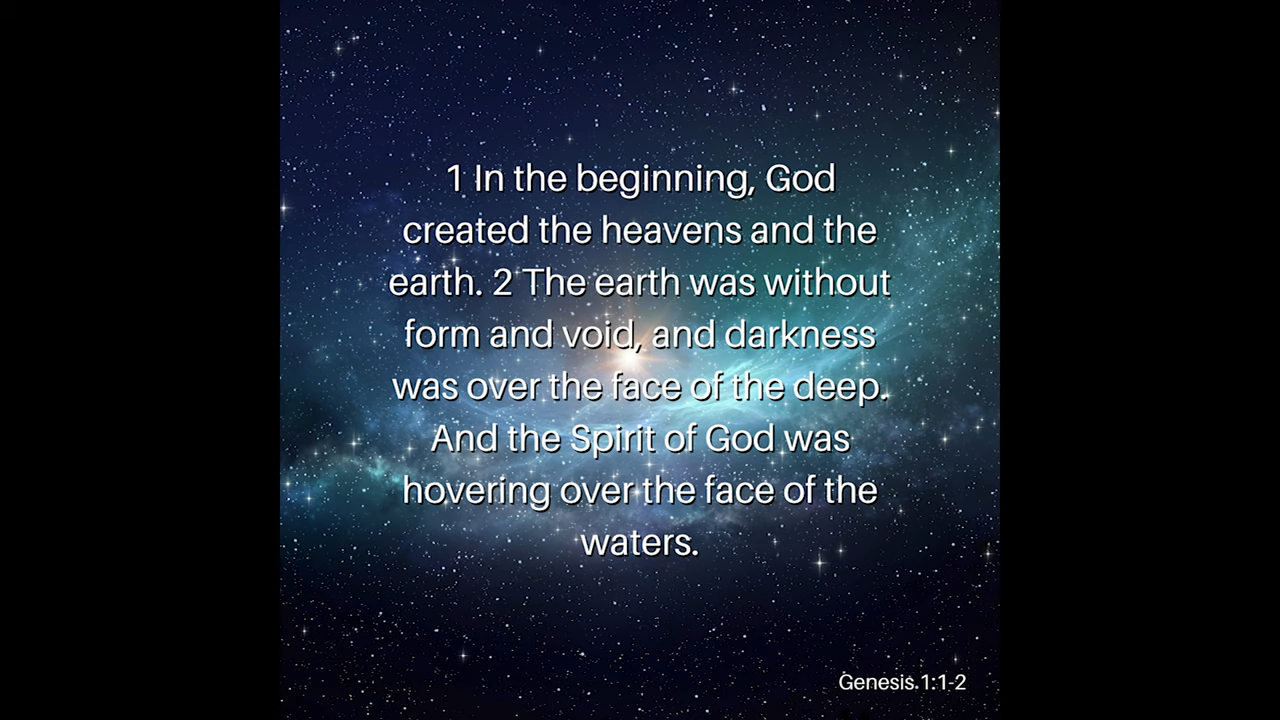 1 In the beginning, God
created the heavens and the
earth. 2 The earth was without
form and void, and darkness
was over the face of the deep.
And the Spirit of God was
hovering over the face of the
waters.
Genesis.1:1-2